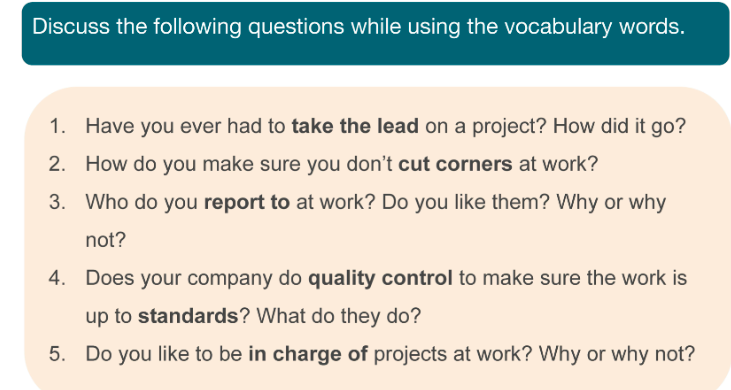 Discuss the following questions while using the vocabulary words.
1. Have you ever had to take the lead on a project? How did it go?
2. How do you make sure you don’t cut corners at work?
3. Who do you report to at work? Do you like them? Why or why
not?
4. Does your company do quality control to make sure the work is
up to standards? What do they do?
5. Do you like to be in charge of projects at work? Why or why not?